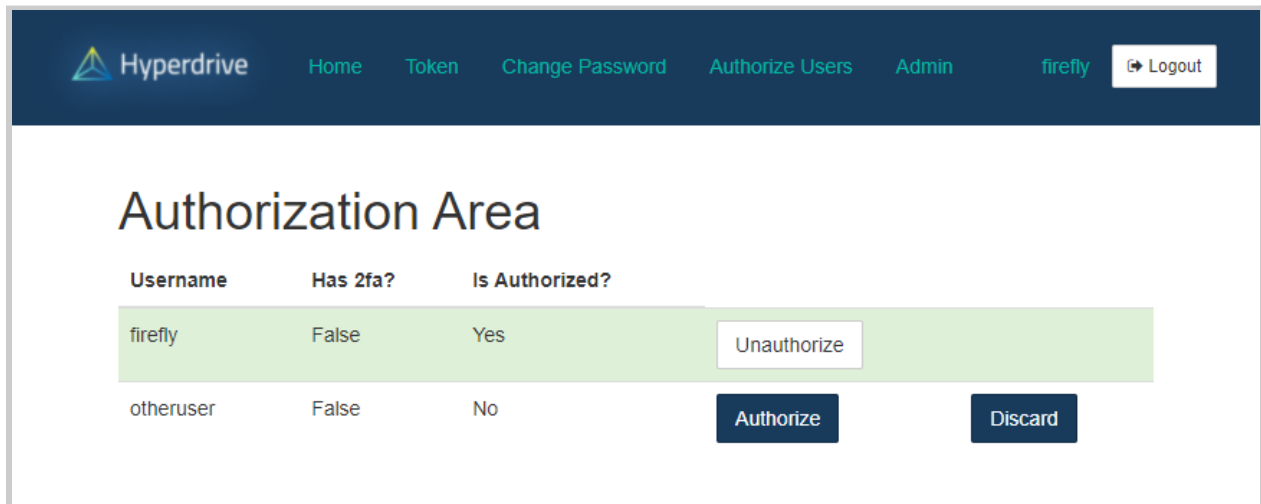 Hyperdrive Home Token Change Password Authorize Users Admin firefly Logout
Authorization Area
Username Has 2fa? Is Authorized?
firefly False Yes Unauthorize
otheruser False No Authorize Discard